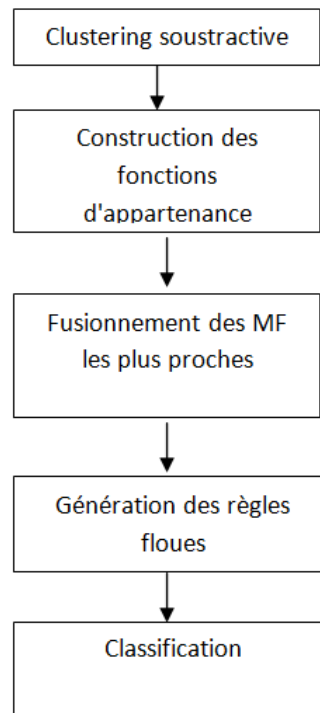 Clustering soustractive
Construction des
fonctions
d'appartenance
Fusionnement des MF
les plus proches
Génération des règles
floues
Classification